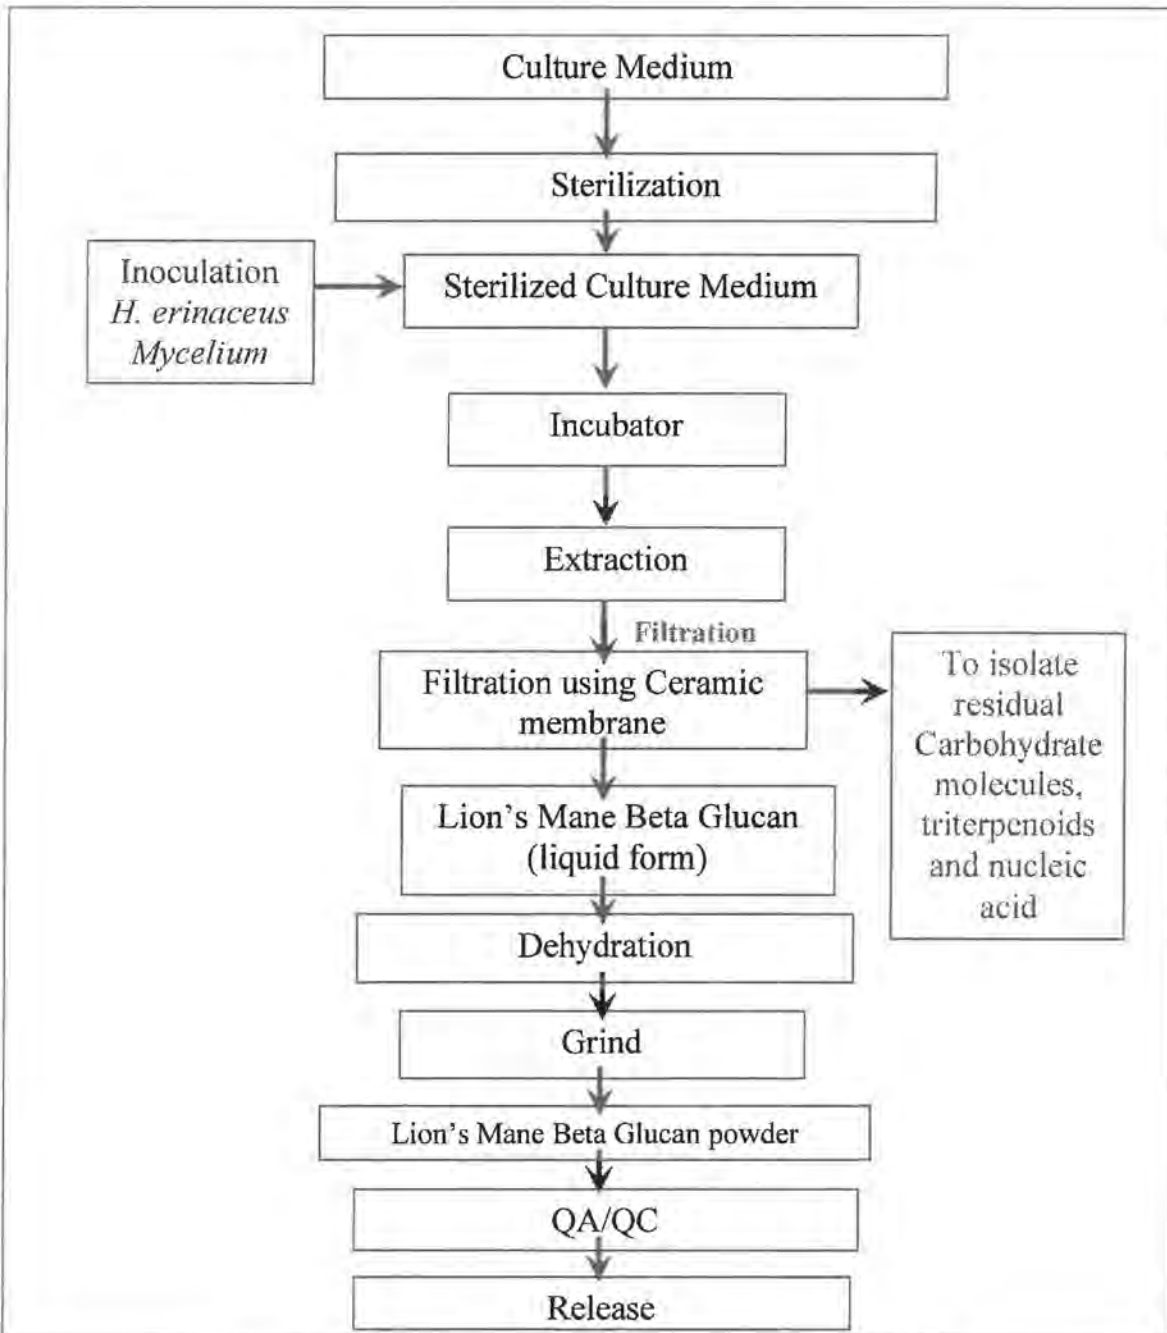 Culture Medium
Sterilization
Inoculation
H. erinaceus
Mycelium
Sterilized Culture Medium
Incubator
Extraction
Filtration
Filtration using Ceramic
membrane
To isolate
residual
Carbohydrate
molecules,
triterpenoids
and nucleic
acid
Lion's Mane Beta Glucan
(liquid form)
Dehydration
Grind
Lion's Mane Beta Glucan powder
QA/QC
Release